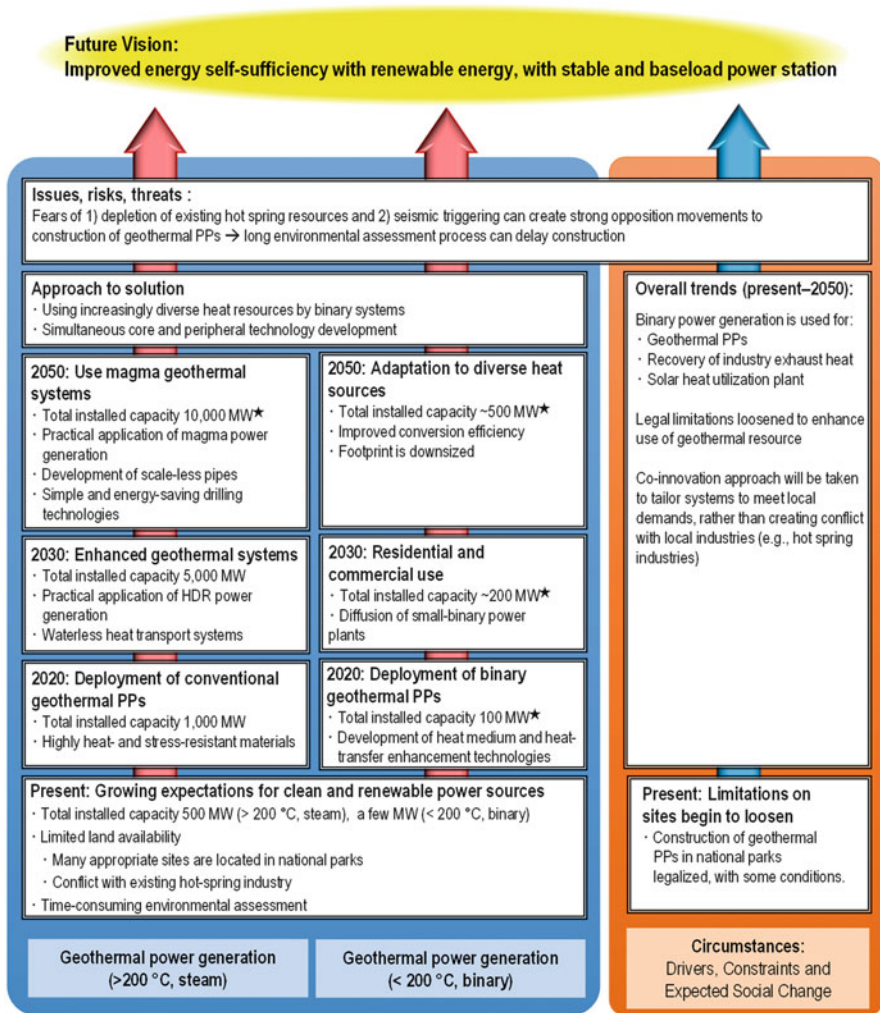 Future Vision:
Improved energy self-sufficiency with renewable energy, with stable and baseload power station
Issues, risks, threats :
Fears of 1) depletion of existing hot spring resources and 2) seismic triggering can create strong opposition movements to
construction of geothermal PPs → long environmental assessment process can delay construction
Approach to solution
· Using increasingly diverse heat resources by binary systems
· Simultaneous core and peripheral technology development
2050: Use magma geothermal
systems
· Total installed capacity 10,000 MW★
· Practical application of magma power
generation
· Development of scale-less pipes
· Simple and energy-saving drilling
technologies
2050: Adaptation to diverse heat
sources
· Total installed capacity ~500 MW★
· Improved conversion efficiency
· Footprint is downsized
2030: Enhanced geothermal systems
· Total installed capacity 5,000 MW
· Practical application of HDR power
generation
· Waterless heat transport systems
2030: Residential and
commercial use
· Total installed capacity ~200 MW★
· Diffusion of small-binary power
plants
2020: Deployment of conventional
geothermal PPs
· Total installed capacity 1,000 MW
· Highly heat- and stress-resistant materials
2020: Deployment of binary
geothermal PPs
· Total installed capacity 100 MW★
· Development of heat medium and heat-
transfer enhancement technologies
Present: Growing expectations for clean and renewable power sources
· Total installed capacity 500 MW (> 200 °C, steam), a few MW (< 200 °C, binary)
· Limited land availability
· Many appropriate sites are located in national parks
· Conflict with existing hot-spring industry
· Time-consuming environmental assessment
Geothermal power generation
(>200 °C, steam)
Geothermal power generation
(< 200 °C, binary)
Overall trends (present–2050):
Binary power generation is used for:
· Geothermal PPs
· Recovery of industry exhaust heat
· Solar heat utilization plant
Legal limitations loosened to enhance
use of geothermal resource
Co-innovation approach will be taken
to tailor systems to meet local
demands, rather than creating conflict
with local industries (e.g., hot spring
industries)
Present: Limitations on
sites begin to loosen
· Construction of geothermal
PPs in national parks
legalized, with some conditions.
Circumstances:
Drivers, Constraints and
Expected Social Change